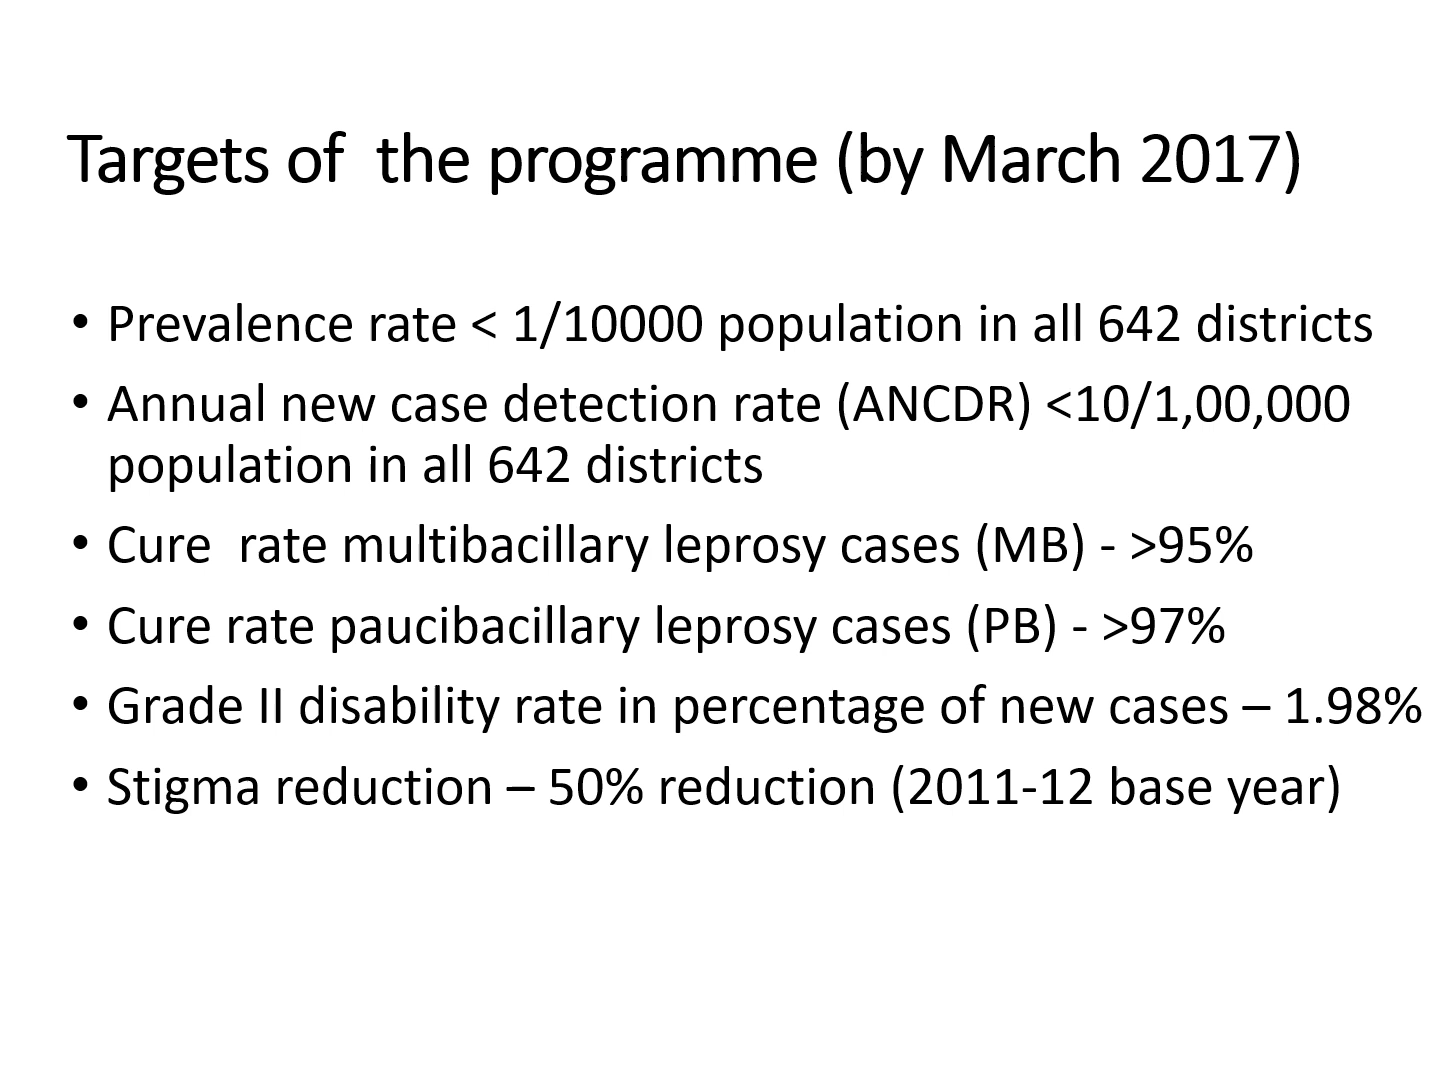 Targets of  the programme (by March 2017)
• Prevalence rate < 1/10000 population in all 642 districts
• Annual new case detection rate (ANCDR) <10/1,00,000
population in all 642 districts
• Cure  rate multibacillary leprosy cases (MB) - >95%
• Cure rate paucibacillary leprosy cases (PB) - >97%
• Grade II disability rate in percentage of new cases – 1.98%
• Stigma reduction – 50% reduction (2011-12 base year)